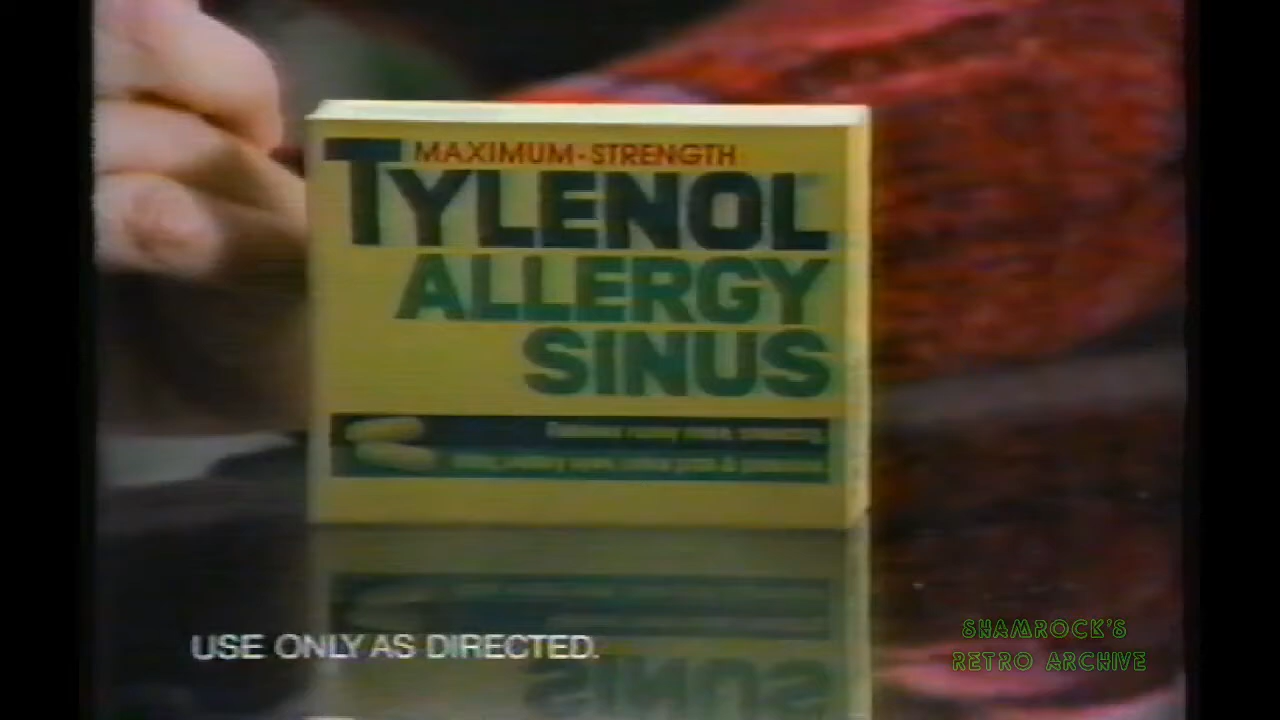 MAXIMUM-STRENGTH
TYLENOL
ALLERGY
SINUS
USE ONLY AS DIRECTED.
SHAMROCK'S
RETRO ARCHIVE